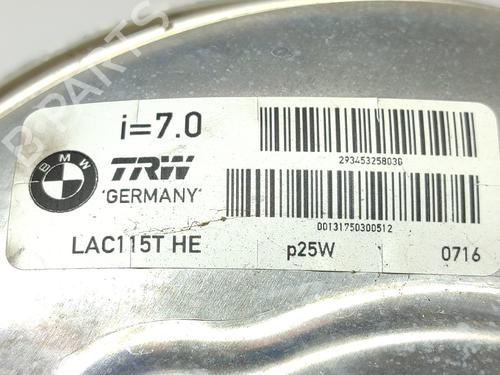 i=7.0
293453258030
BMW
TRW
'GERMANY'
00131750300512
LAC115T HE
p25W
0716
B-PARTS